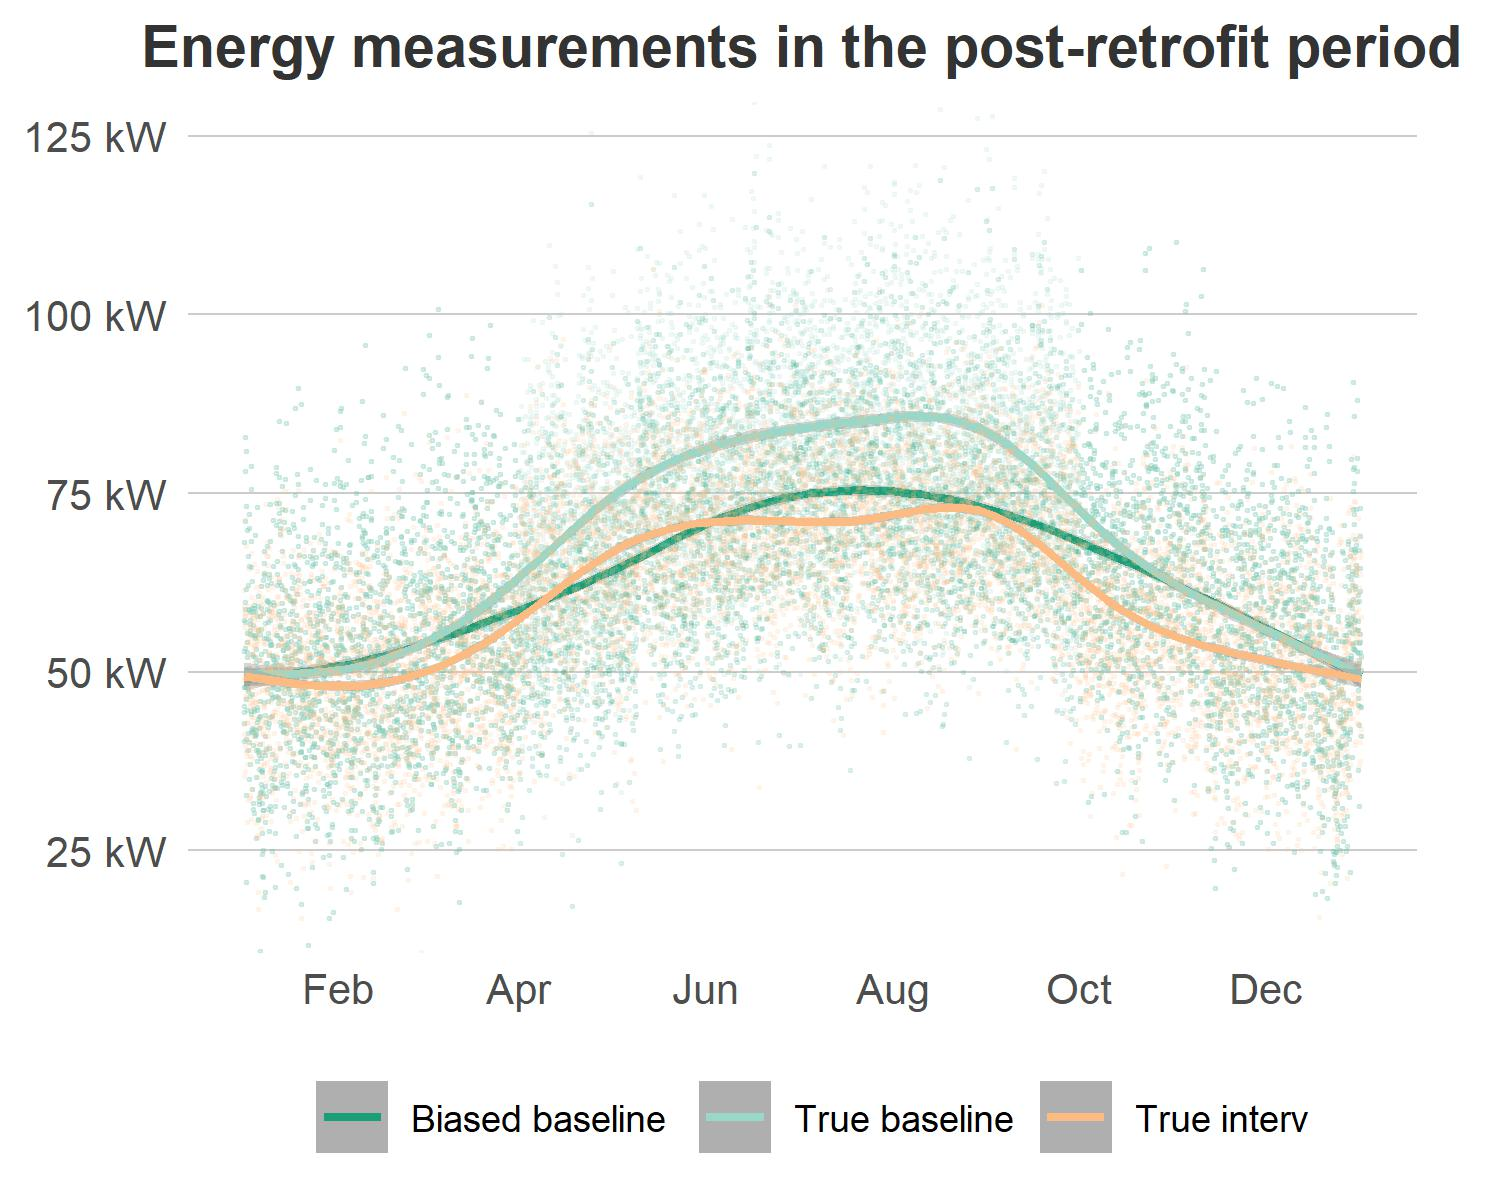 Energy measurements in the post-retrofit period
125 kW
100 kW
75 kW
50 kW
25 kW
Feb Apr Jun Aug Oct Dec
Biased baseline True baseline True interv